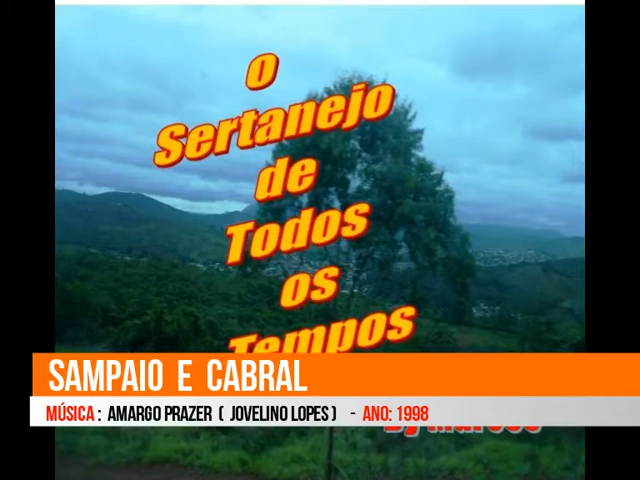 O
Sertanejo
de
Todos
os
Tempos
SAMPAIO E CABRAL
MÚSICA : AMARGO PRAZER ( JOVELINO LOPES ) - ANO: 1998